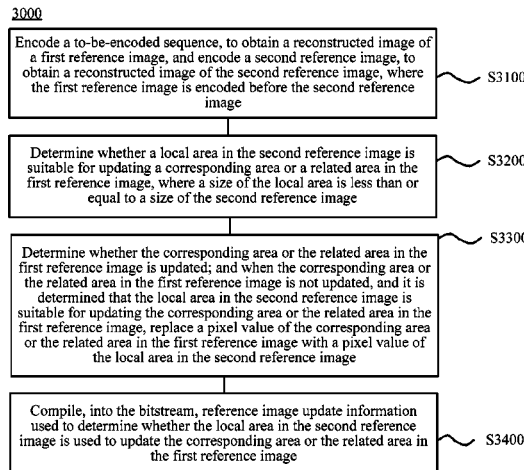 3000
Encode a to-be-encoded sequence, to obtain a reconstructed image of
a first reference image, and encode a second reference image, to
obtain a reconstructed image of the second reference image, where
the first reference image is encoded before the second reference
image
S3100
Determine whether a local area in the second reference image is
suitable for updating a corresponding area or a related area in the
first reference image, where a size of the local area is less than or
equal to a size of the second reference image
S3200
Determine whether the corresponding area or the related area in the
first reference image is updated; and when the corresponding area or
the related area in the first reference image is not updated, and it is
determined that the local area in the second reference image is
suitable for updating the corresponding area or the related area in the
first reference image, replace a pixel value of the corresponding area
or the related area in the first reference image with a pixel value of
the local area in the second reference image
S3300
Compile, into the bitstream, reference image update information
used to determine whether the local area in the second reference
image is used to update the corresponding area or the related area in
the first reference image
S3400